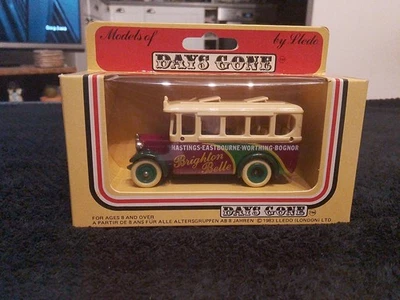 Models of by Lledo
DAYS GONE
HASTINGS-EASTBOURNE-WORTHING-BOGNOR
Brighton
Belle
DAYS GONE
FOR AGES 8 AND OVER
A PARTIR DE 8 ANS FÜR ALLE ALTERSGRUPPEN AB 8 JAHREN © 1983 LLEDO (LONDON) LTD.